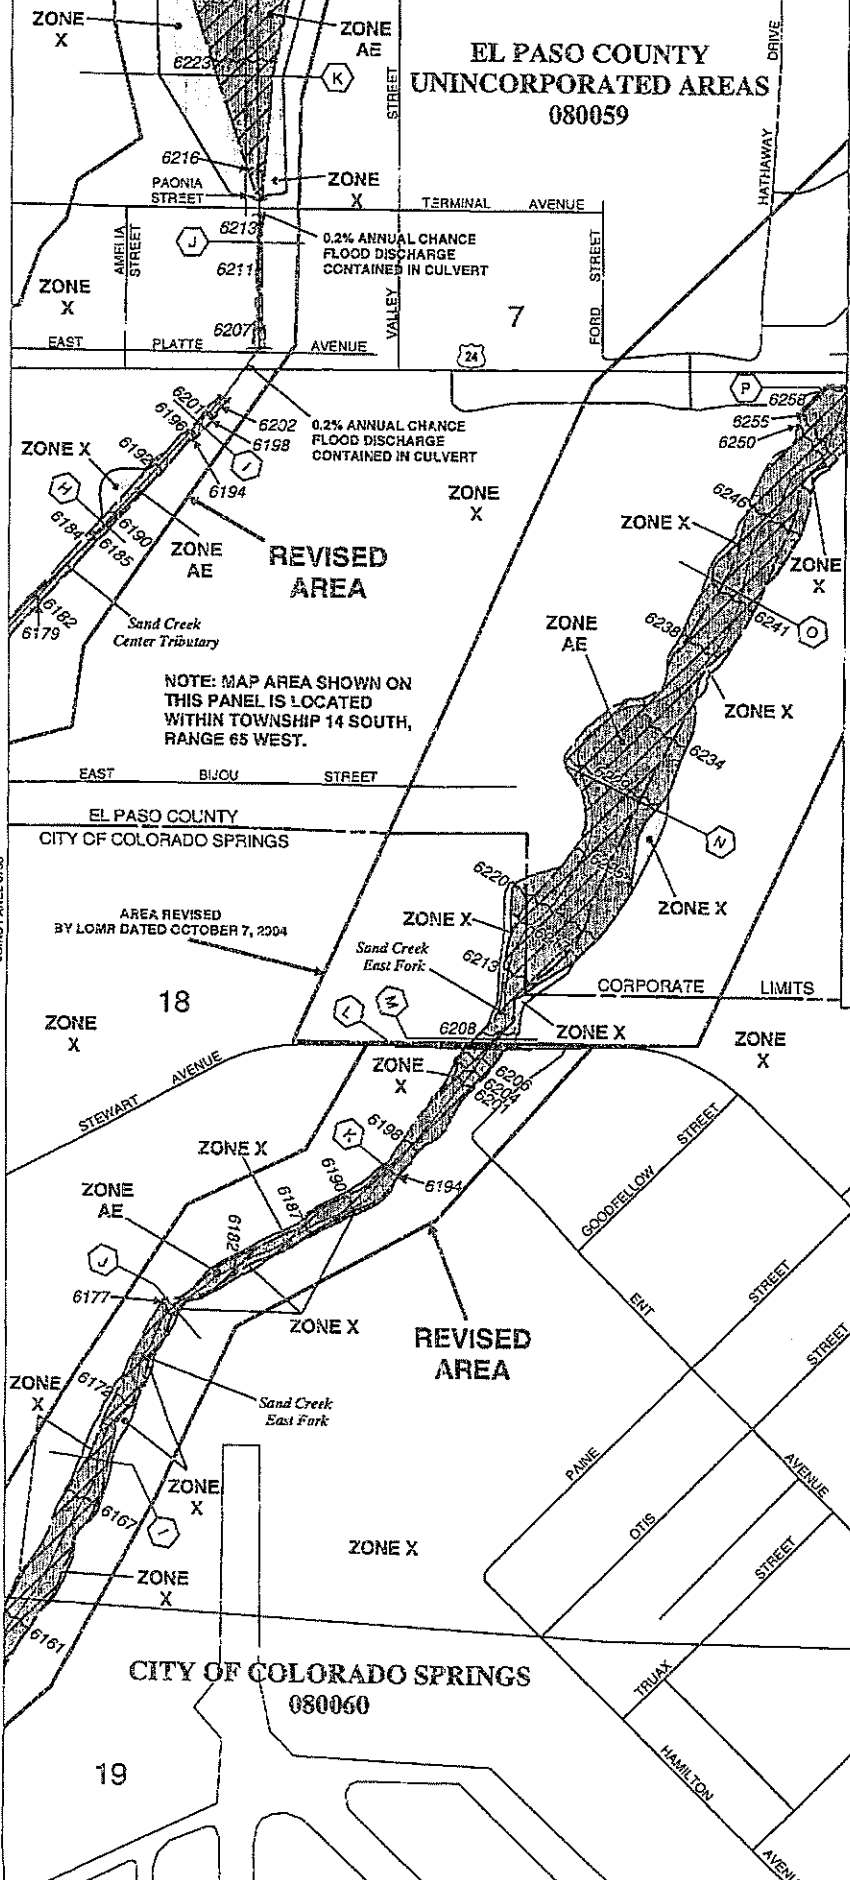 ZONE
X
ZONE
AE
6223
K
EL PASO COUNTY
UNINCORPORATED AREAS
080059
STREET
DRIVE
HATHAWAY
6216
PAONIA
STREET
ZONE
X
TERMINAL AVENUE
6213
J
AMELIA
STREET
0.2% ANNUAL CHANCE
FLOOD DISCHARGE
CONTAINED IN CULVERT
6211
ZONE
X
VALLEY
7
FORD STREET
6207
EAST PLATTE AVENUE
24
P
6258
6255
6250
6201
6196
6202
6198
0.2% ANNUAL CHANCE
FLOOD DISCHARGE
CONTAINED IN CULVERT
ZONE X
6192
I
6194
H
6184
6190
6185
ZONE
AE
REVISED
AREA
ZONE
X
6246
ZONE X
ZONE
X
6182
6179
Sand Creek
Center Tributary
ZONE
AE
6238
6241
O
NOTE: MAP AREA SHOWN ON
THIS PANEL IS LOCATED
WITHIN TOWNSHIP 14 SOUTH,
RANGE 65 WEST.
ZONE X
6234
EAST BIJOU STREET
EL PASO COUNTY
CITY OF COLORADO SPRINGS
N
6220
ZONE X
AREA REVISED
BY LOMR DATED OCTOBER 7, 2004
ZONE X
Sand Creek
East Fork
6213
CORPORATE LIMITS
18
ZONE
X
L
M
6208
ZONE X
ZONE
X
STEWART AVENUE
ZONE
X
6206
6204
6201
K
6198
6194
ZONE X
6190
6187
ZONE
AE
6182
J
6177
ZONE X
REVISED
AREA
GOODFELLOW STREET
ENT
STREET
STREET
ZONE
X
6172
Sand Creek
East Fork
ZONE
X
6167
I
PAINE
OTIS
AVENUE
STREET
ZONE X
ZONE
X
6161
CITY OF COLORADO SPRINGS
080060
TRUAX
HAMILTON
19